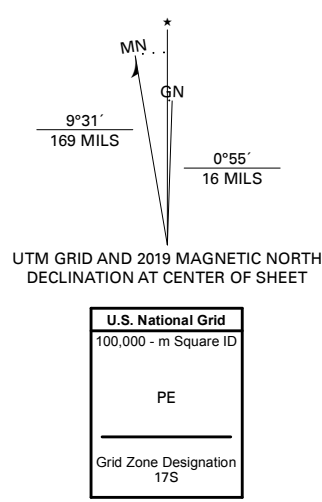 ★
MN
GN
9°31´
169 MILS
0°55´
16 MILS
UTM GRID AND 2019 MAGNETIC NORTH
DECLINATION AT CENTER OF SHEET
U.S. National Grid
100,000 - m Square ID
PE
Grid Zone Designation
17S